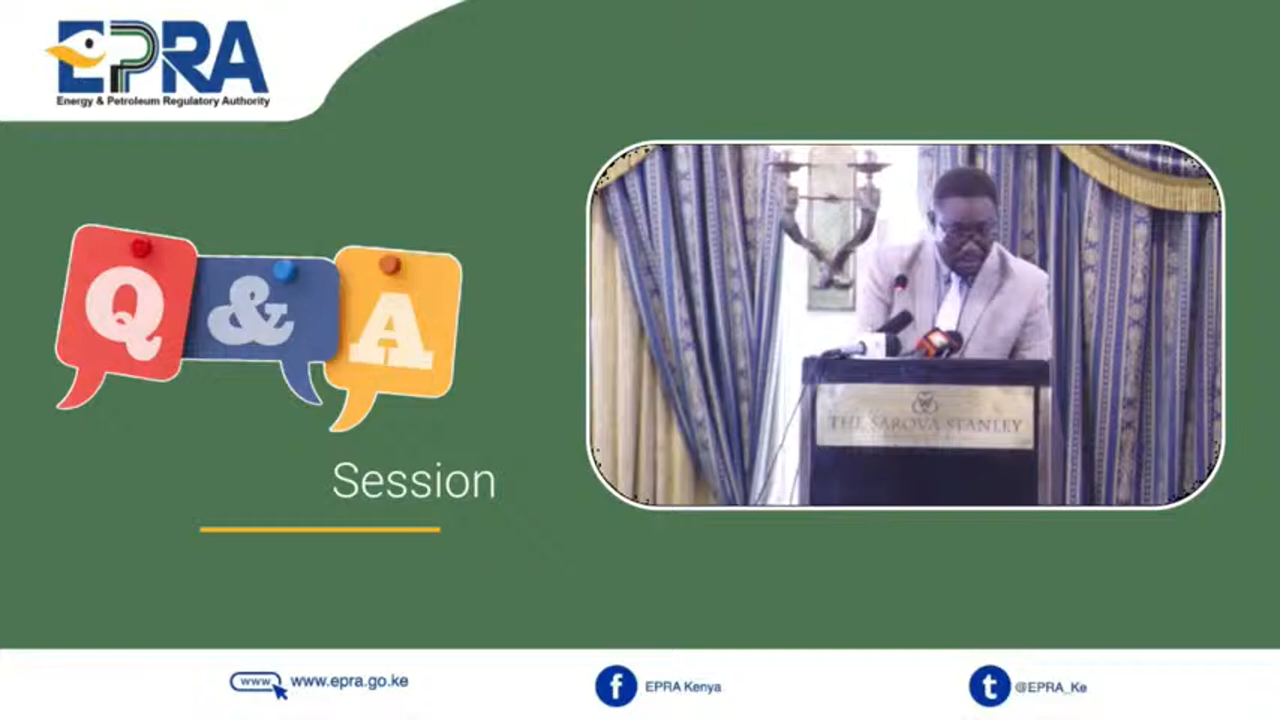 EPRA
Energy & Petroleum Regulatory Authority
Q & A
Session
THE SAROVA STANLEY
www
www.epra.go.ke
f
EPRA Kenya
t
@EPRA_Ke